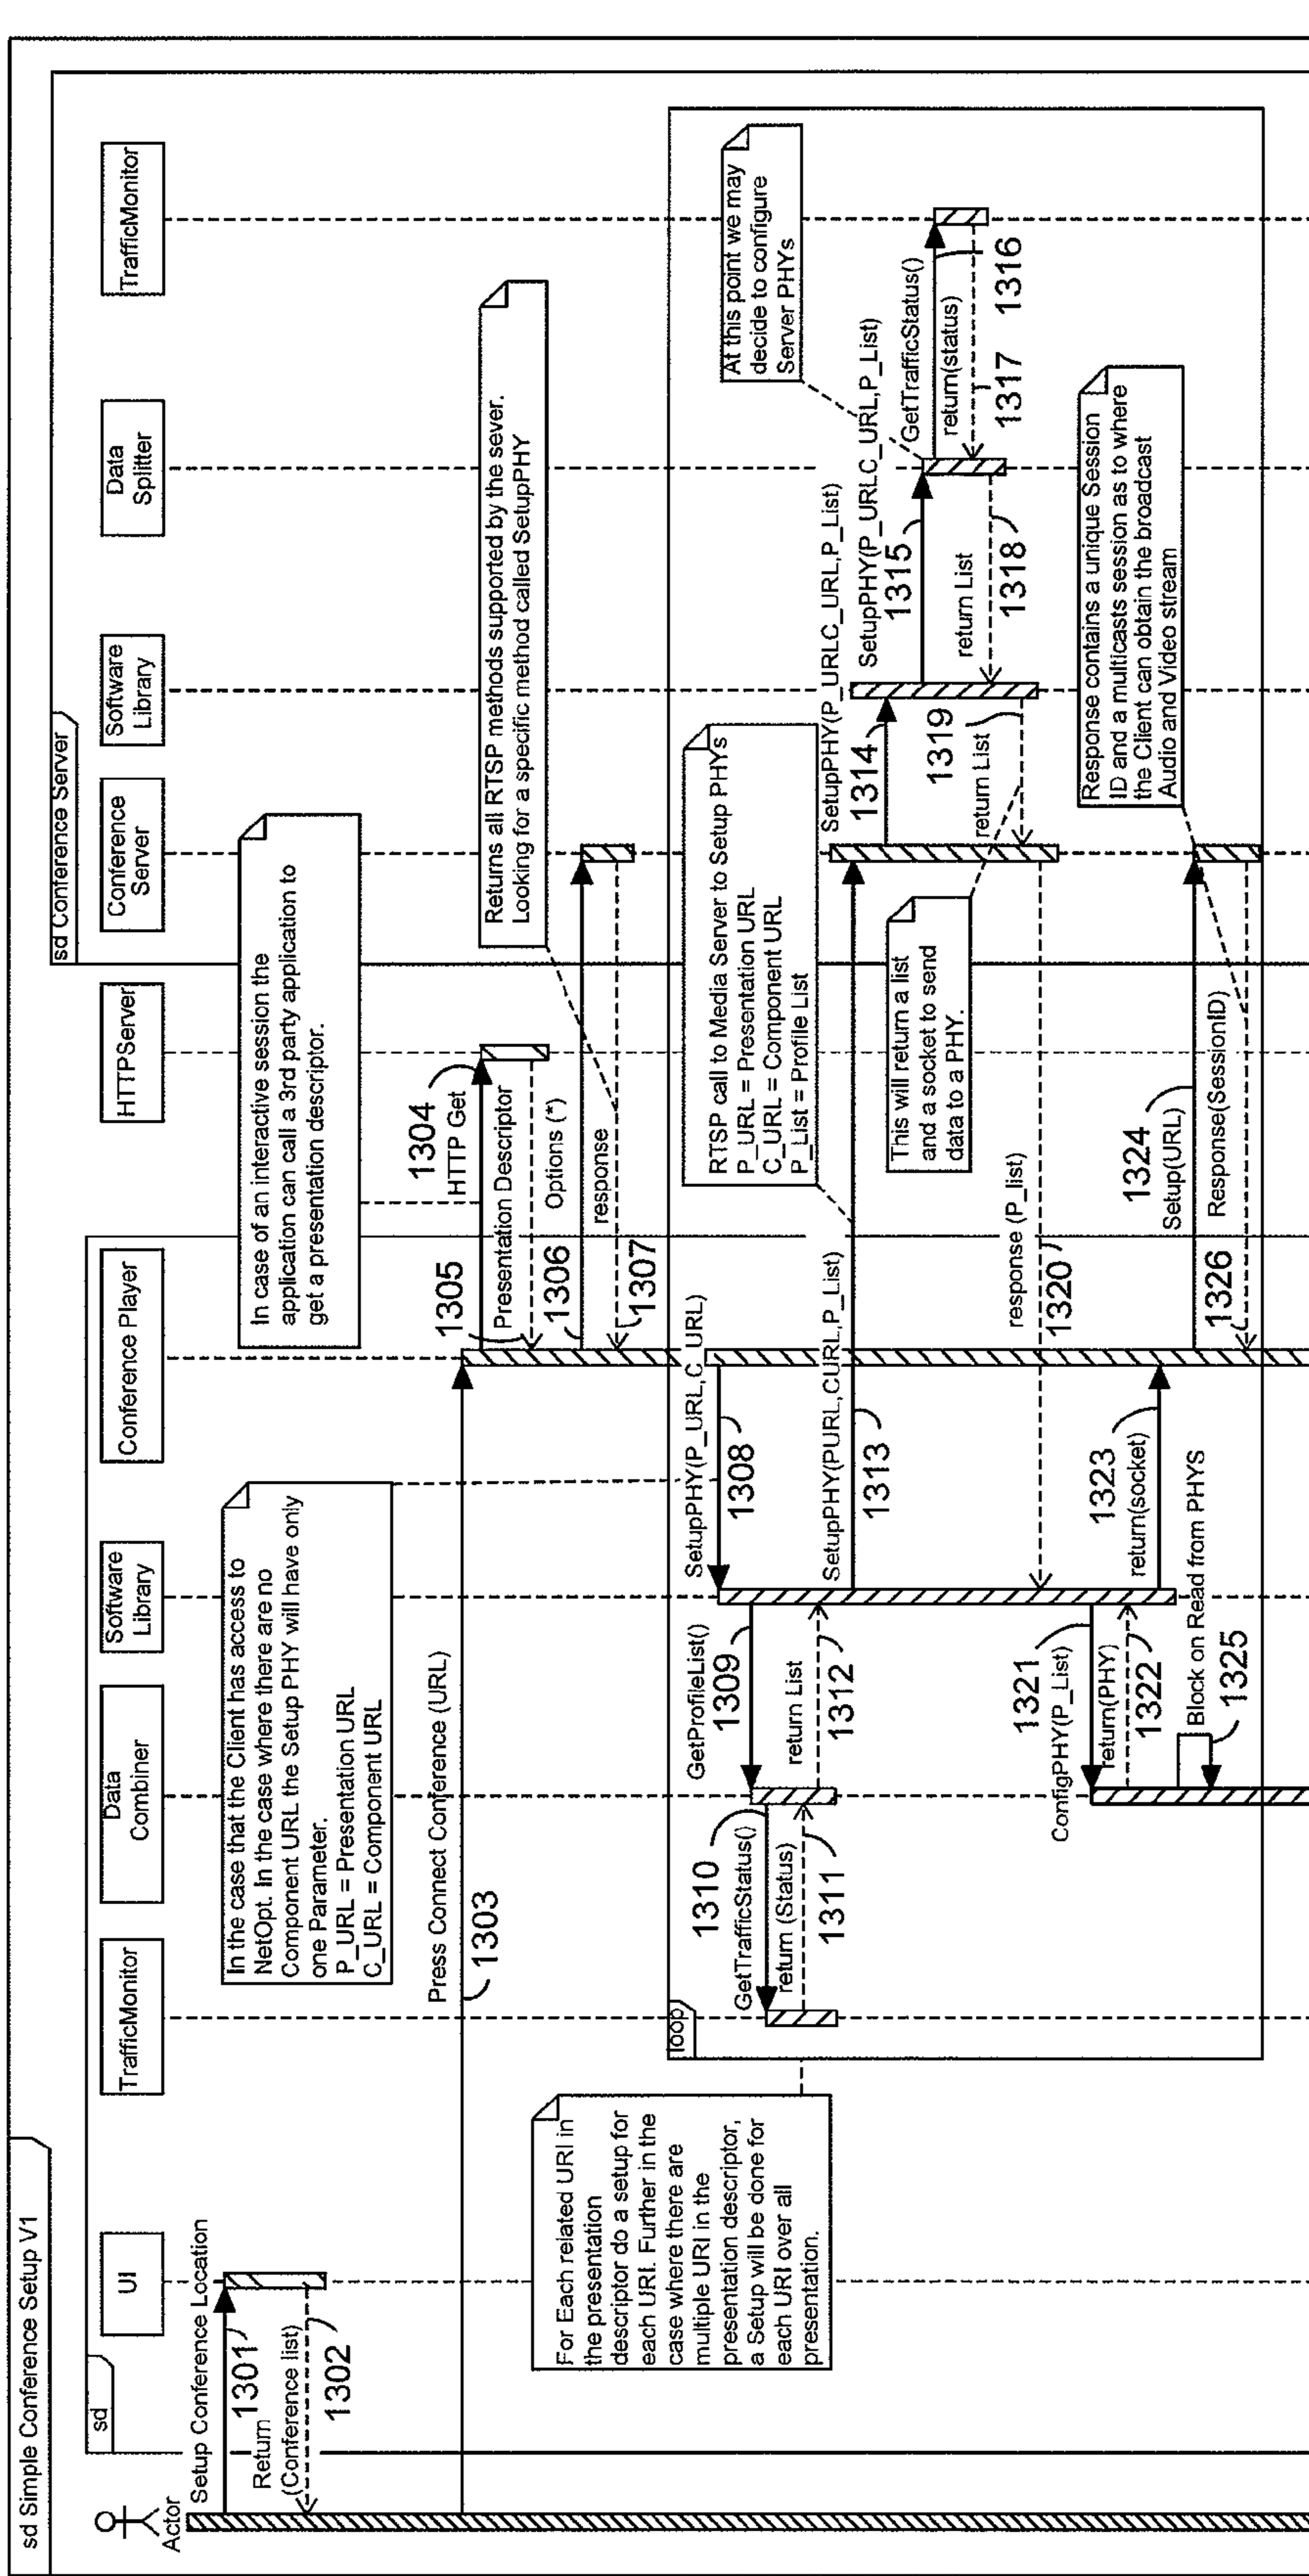 sd Simple Conference Setup V1
sd
sd Conference Server
Actor
UI
TrafficMonitor
Data
Combiner
Software
Library
Conference Player
HTTPServer
Conference
Server
Software
Library
Data
Splitter
TrafficMonitor
Setup Conference Location
1301
Return
(Conference list)
1302
In the case that the Client has access to
NetOpt. In the case where there are no
Component URL the Setup PHY will have only
one Parameter.
P_URL = Presentation URL
C_URL = Component URL
In case of an interactive session the
application can call a 3rd party application to
get a presentation descriptor.
Press Connect Conference (URL)
1303
1304
HTTP Get
1305
Presentation Descriptor
1306
Options (*)
response
1307
Returns all RTSP methods supported by the sever.
Looking for a specific method called SetupPHY
For Each related URI in
the presentation
descriptor do a setup for
each URI. Further in the
case where there are
multiple URI in the
presentation descriptor,
a Setup will be done for
each URI over all
presentation.
loop
SetupPHY(P_URL,C_URL)
1308
GetProfileList()
1309
1310
GetTrafficStatus()
return (Status)
1311
return List
1312
SetupPHY(PURL,CURL,P_List)
1313
RTSP call to Media Server to Setup PHYs
P_URL = Presentation URL
C_URL = Component URL
P_List = Profile List
SetupPHY(P_URLC_URL,P_List)
1314
SetupPHY(P_URLC_URL,P_List)
1315
At this point we may
decide to configure
Server PHYs
GetTrafficStatus()
1316
return(status)
1317
return List
1318
1319
return List
This will return a list
and a socket to send
data to a PHY.
response (P_list)
1320
1321
ConfigPHY(P_List)
return(PHY)
1322
1323
return(socket)
Block on Read from PHYS
1325
1324
Setup(URL)
Response(SessionID)
1326
Response contains a unique Session
ID and a multicasts session as to where
the Client can obtain the broadcast
Audio and Video stream